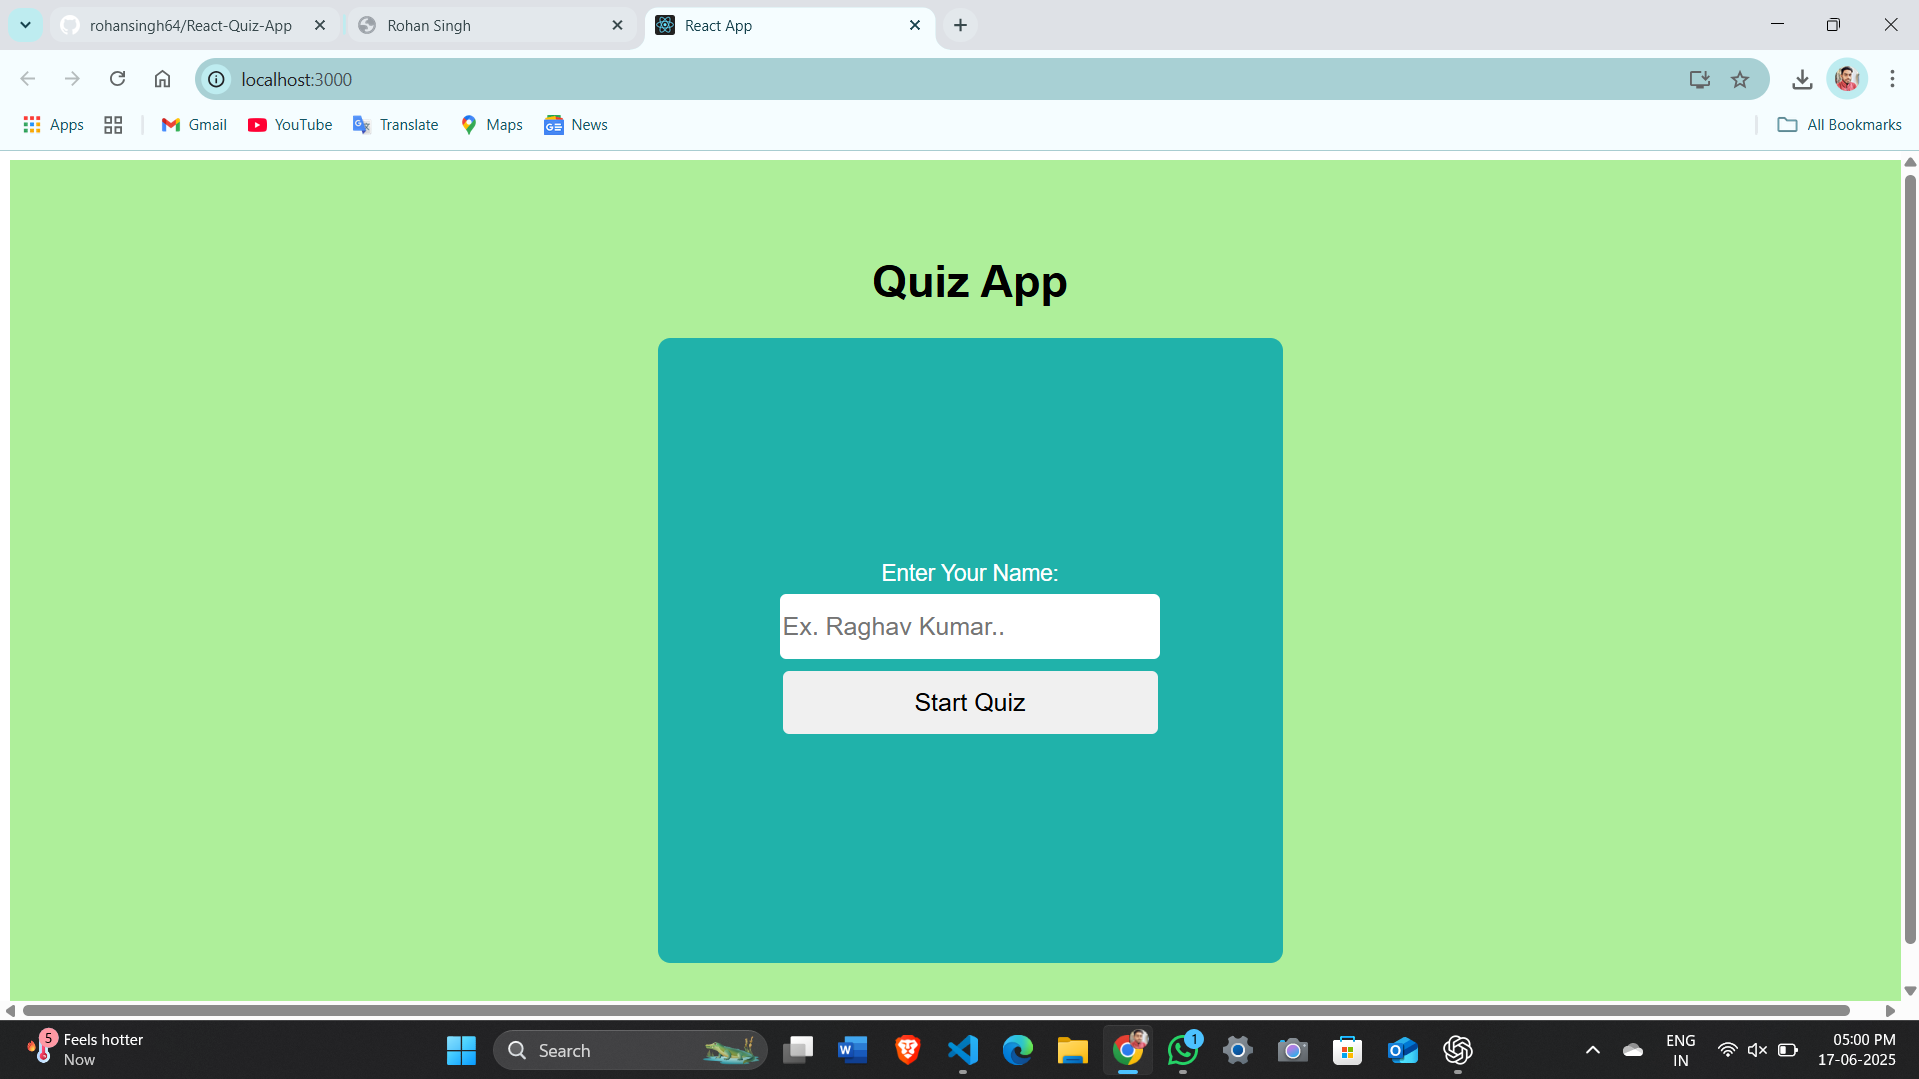 rohansingh64/React-Quiz-App
Rohan Singh
React App
localhost:3000
Apps
Gmail
YouTube
Translate
Maps
News
All Bookmarks
Quiz App
Enter Your Name:
Ex. Raghav Kumar..
Start Quiz
5
Feels hotter
Now
Search
1
ENG
IN
05:00 PM
17-06-2025